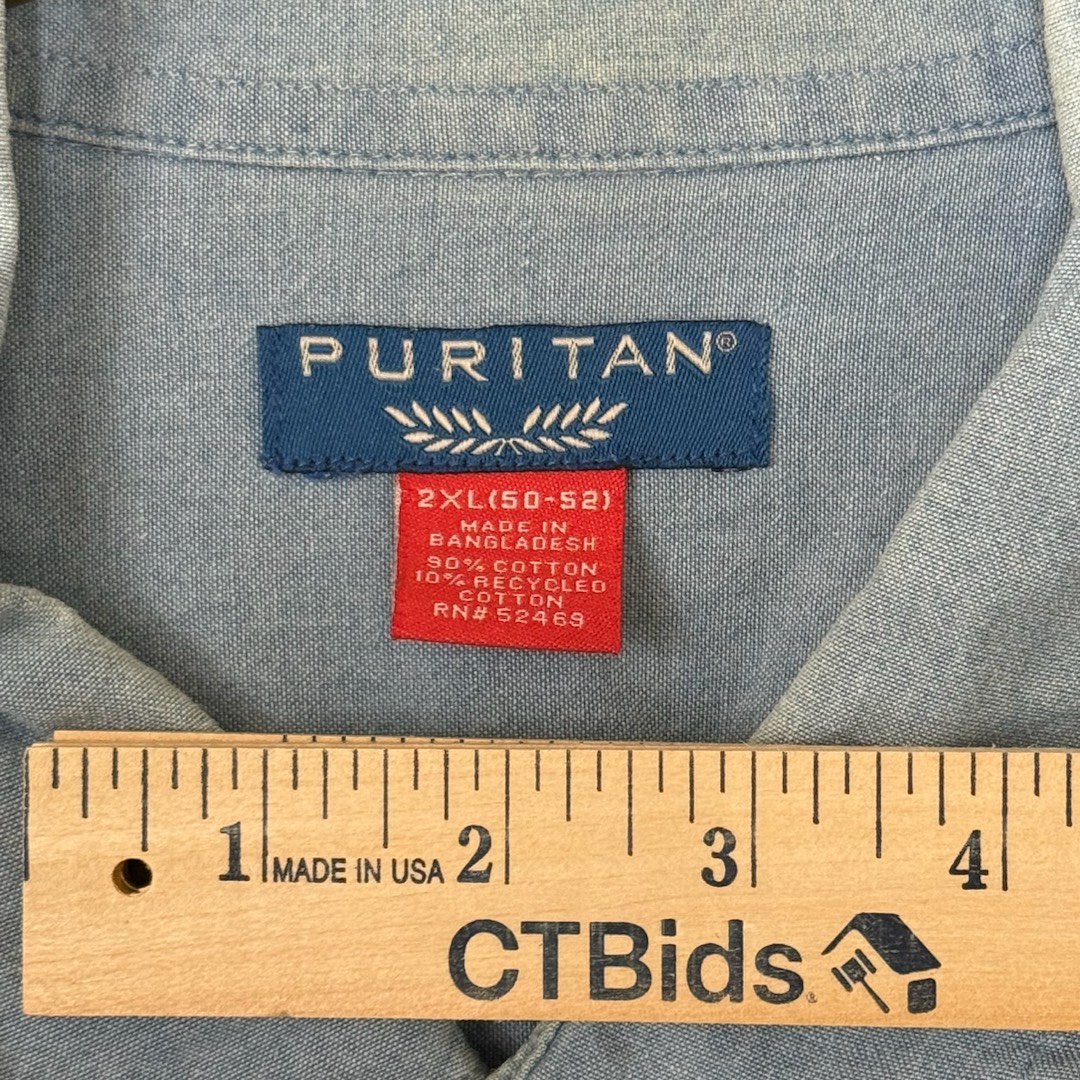 PURITAN®
2XL(50-52)
MADE IN
BANGLADESH
90% COTTON
10% RECYCLED
COTTON
RN# 52469
1 MADE IN USA 2 3 4
CTBids®